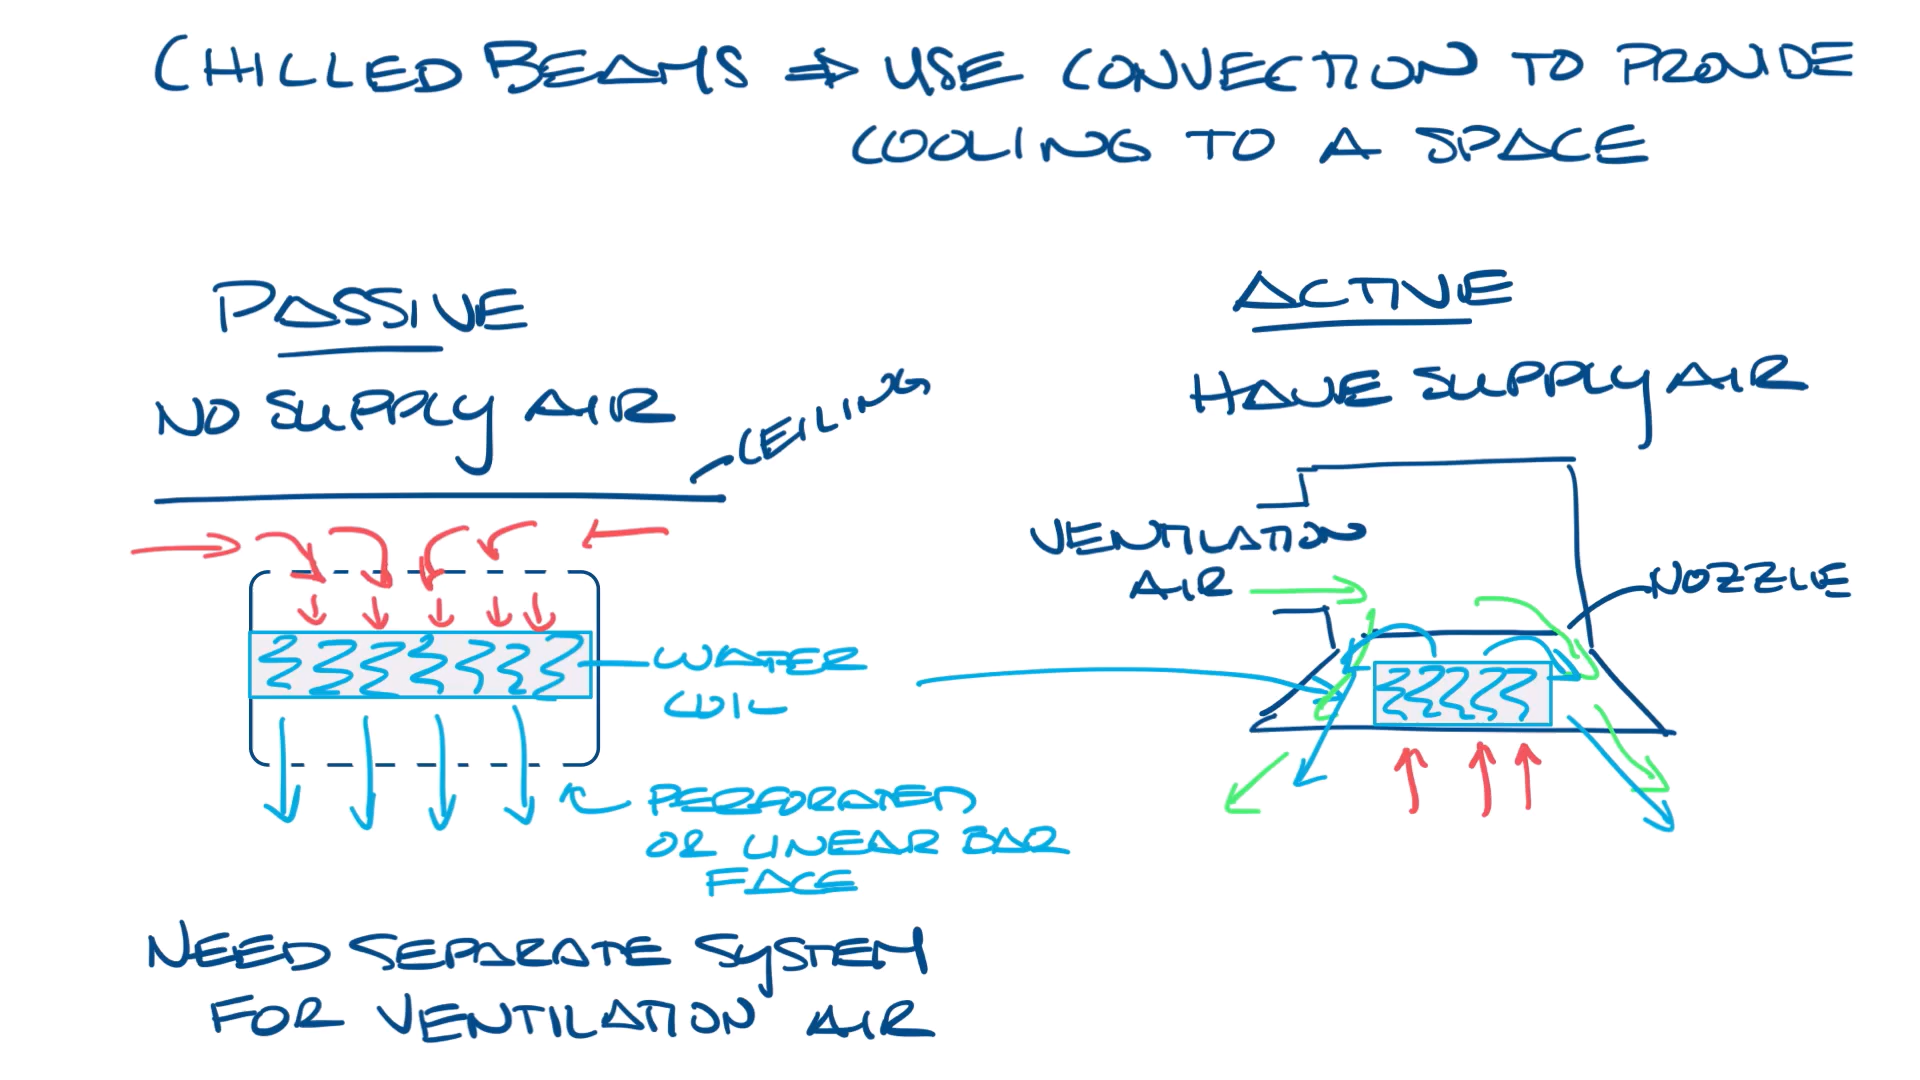 CHILLED BEAMS ⇒ USE CONVECTION TO PROVIDE
COOLING TO A SPACE
PASSIVE
NO SUPPLY AIR
CEILING
WATER
COIL
PERFORATED
OR LINEAR BAR
FACE
NEED SEPARATE SYSTEM
FOR VENTILATION AIR
ACTIVE
HAVE SUPPLY AIR
VENTILATION
AIR
NOZZLE